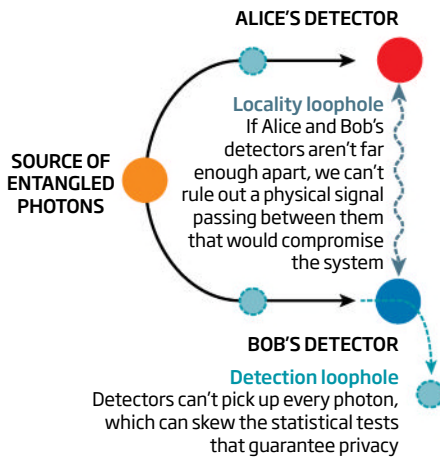 ALICE'S DETECTOR
Locality loophole
If Alice and Bob's
detectors aren't far
enough apart, we can't
rule out a physical signal
passing between them
that would compromise
the system
SOURCE OF
ENTANGLED
PHOTONS
BOB'S DETECTOR
Detection loophole
Detectors can't pick up every photon,
which can skew the statistical tests
that guarantee privacy